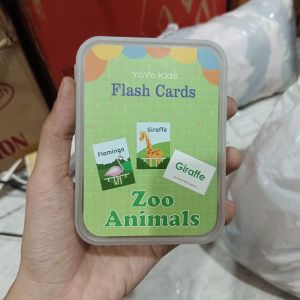 YoYo Kids
Flash Cards
Flamingo
Giraffe
Giraffe
Zoo
Animals